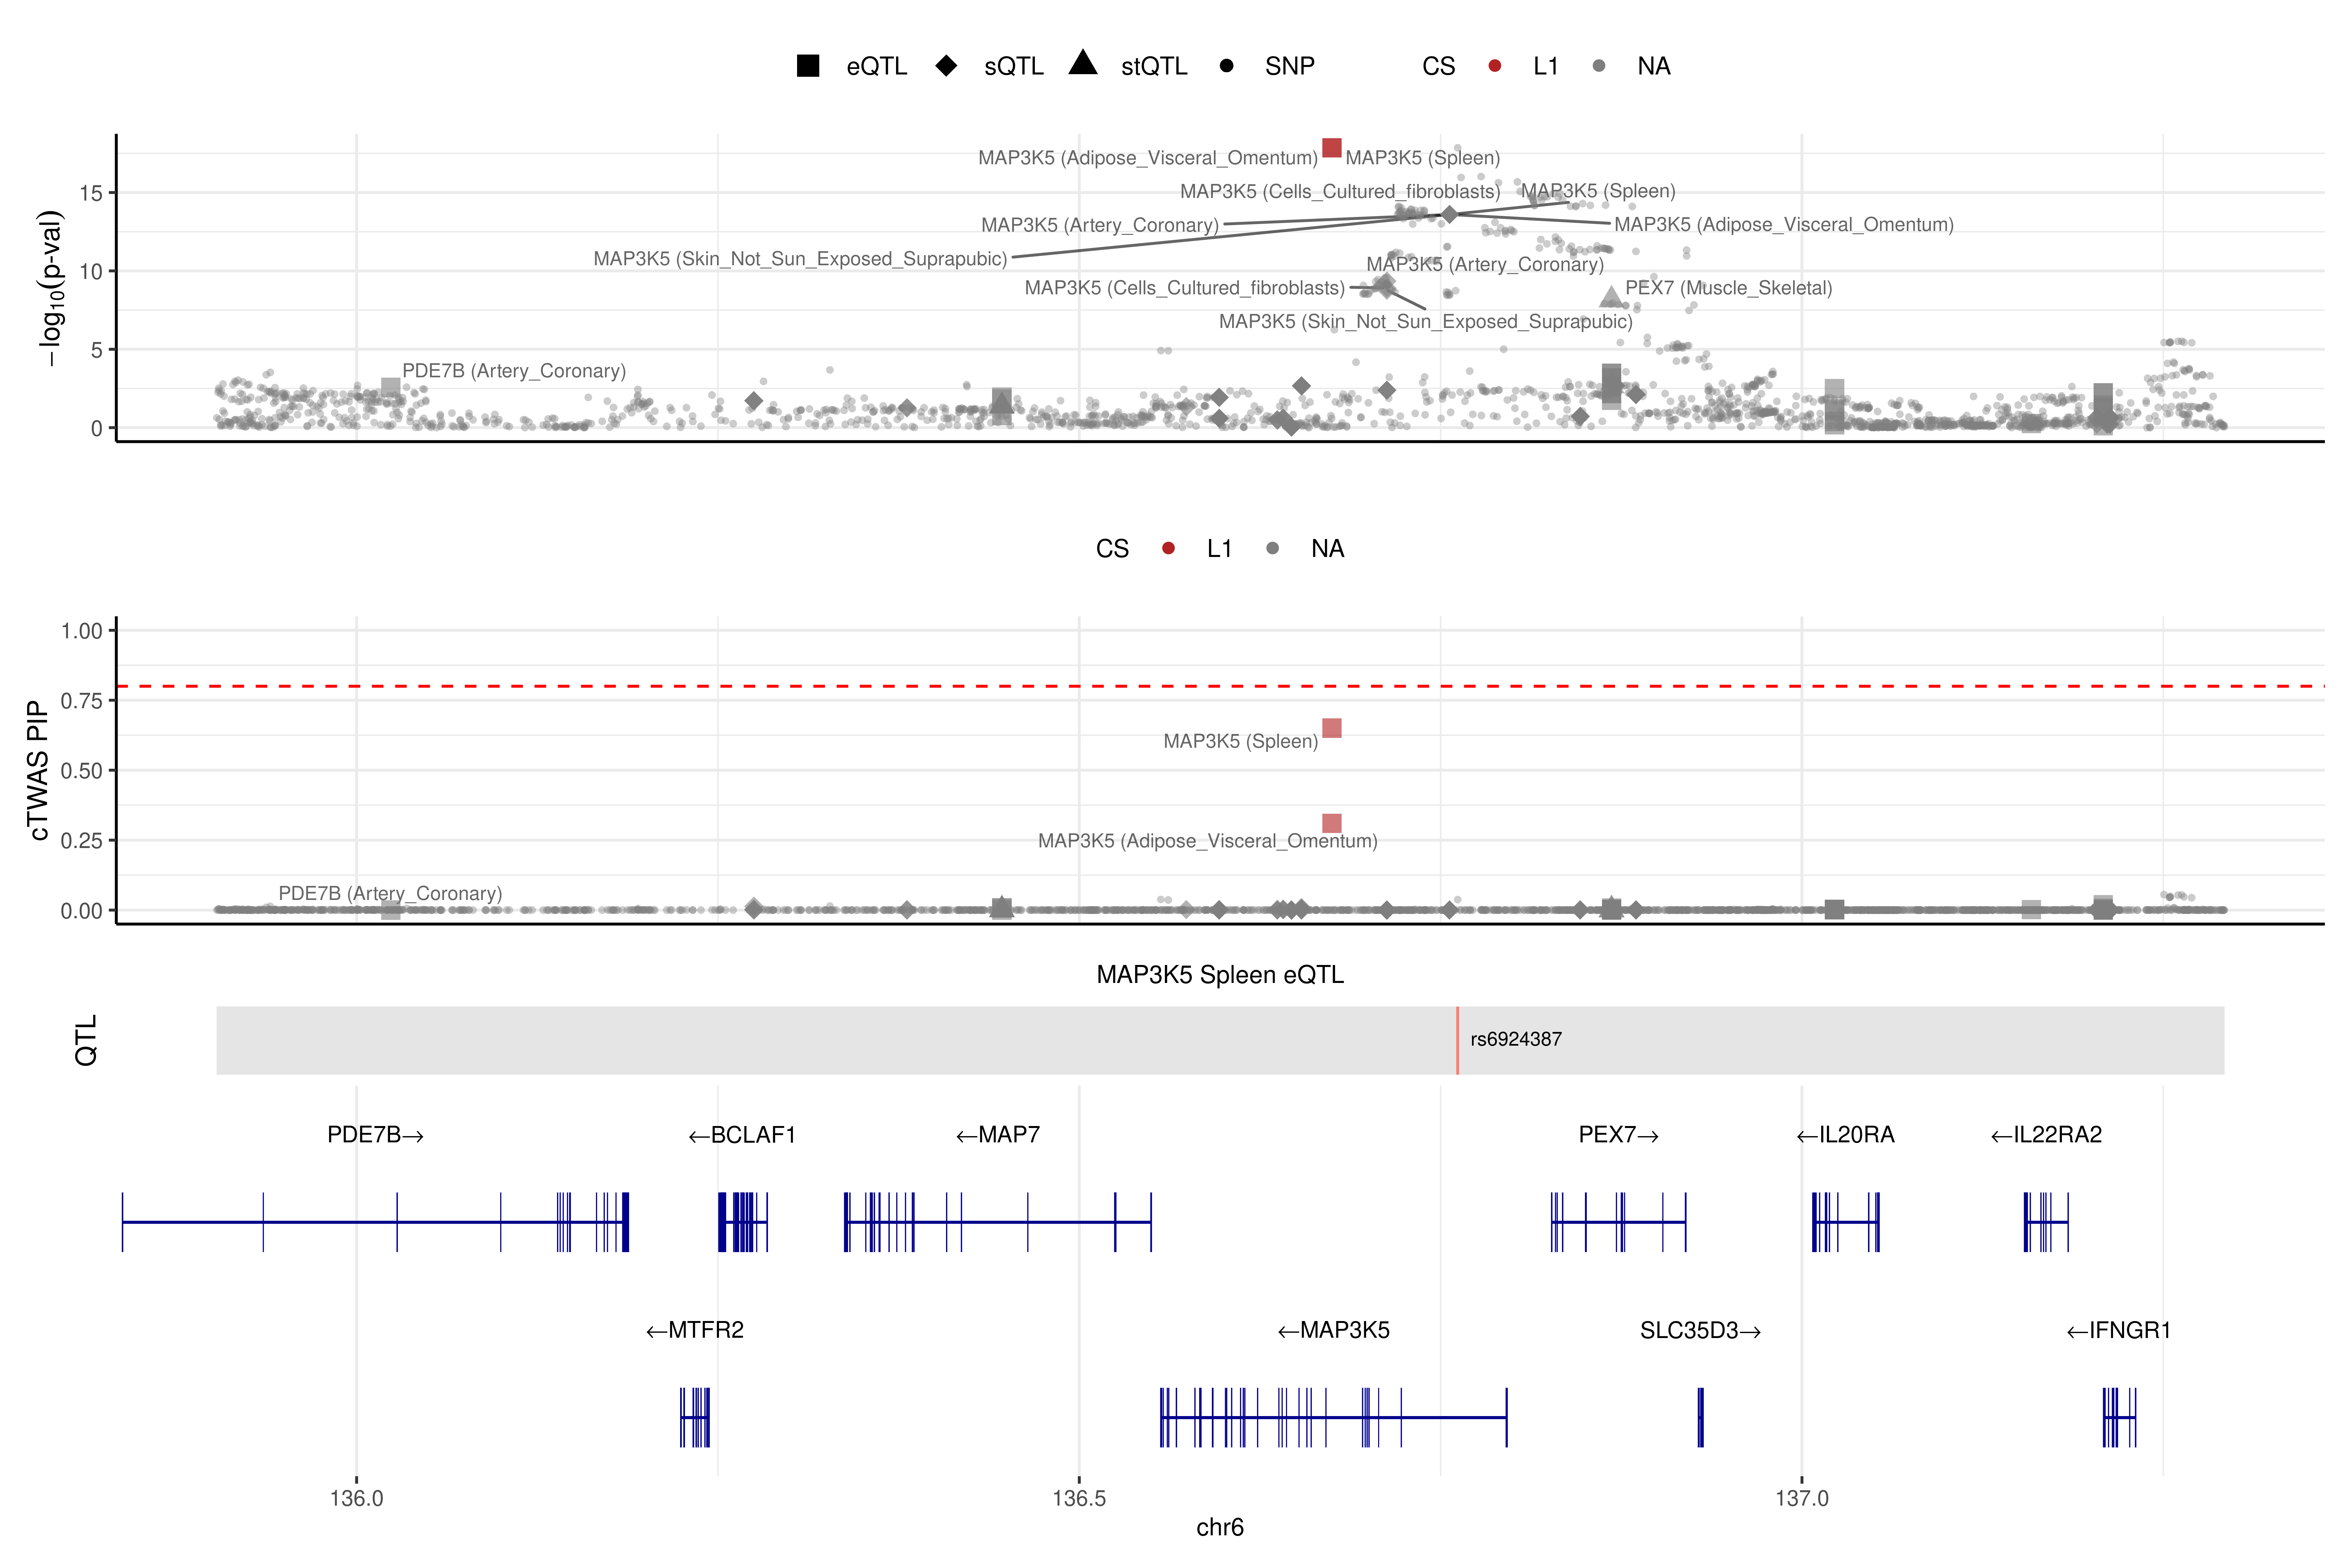 eQTL sQTL stQTL SNP CS L1 NA
−log10(p-val)
15
10
5
0
MAP3K5 (Adipose_Visceral_Omentum) MAP3K5 (Spleen)
MAP3K5 (Cells_Cultured_fibroblasts) MAP3K5 (Spleen)
MAP3K5 (Artery_Coronary) MAP3K5 (Adipose_Visceral_Omentum)
MAP3K5 (Skin_Not_Sun_Exposed_Suprapubic) MAP3K5 (Artery_Coronary)
MAP3K5 (Cells_Cultured_fibroblasts) PEX7 (Muscle_Skeletal)
MAP3K5 (Skin_Not_Sun_Exposed_Suprapubic)
PDE7B (Artery_Coronary)
CS L1 NA
cTWAS PIP
1.00
0.75
0.50
0.25
0.00
MAP3K5 (Spleen)
MAP3K5 (Adipose_Visceral_Omentum)
PDE7B (Artery_Coronary)
MAP3K5 Spleen eQTL
QTL
rs6924387
PDE7B→ ←BCLAF1 ←MAP7 PEX7→ ←IL20RA ←IL22RA2
←MTFR2 ←MAP3K5 SLC35D3→ ←IFNGR1
136.0 136.5 137.0
chr6